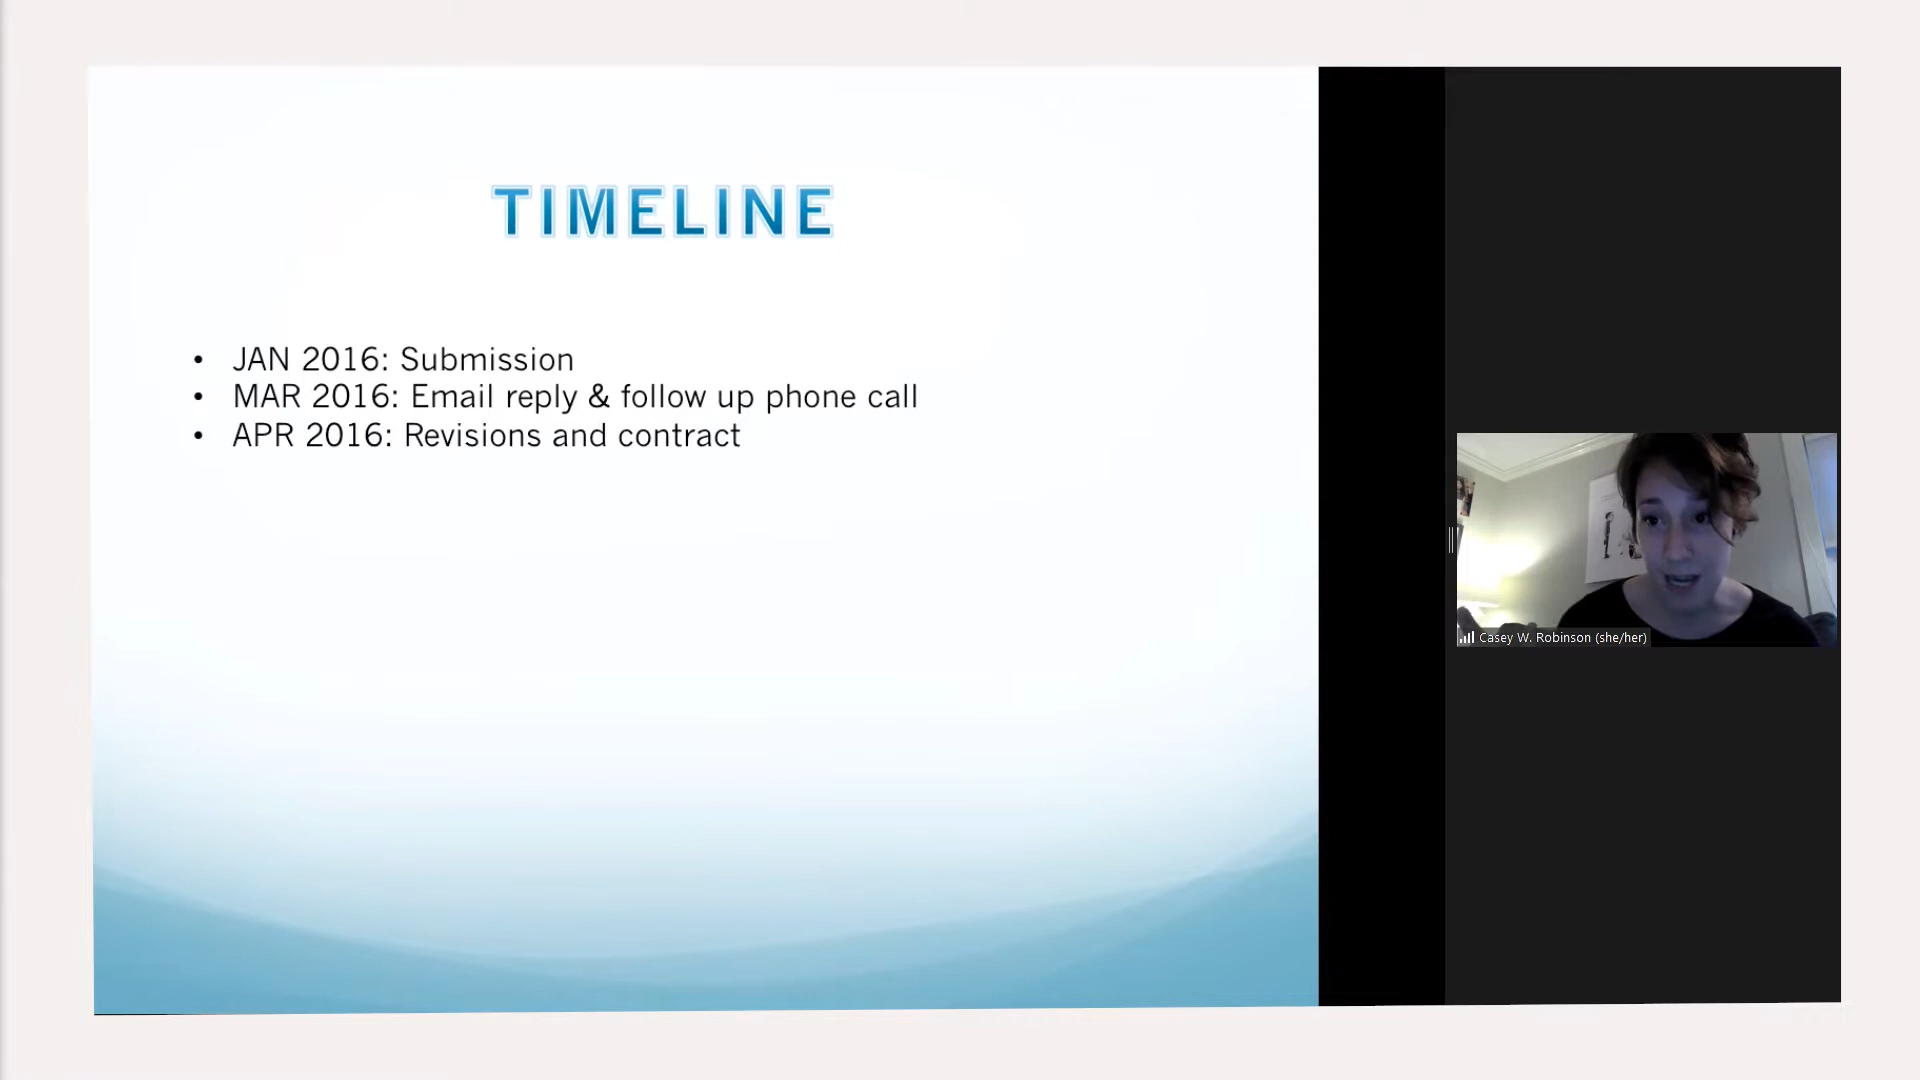 TIMELINE
• JAN 2016: Submission
• MAR 2016: Email reply & follow up phone call
• APR 2016: Revisions and contract
Casey W. Robinson (she/her)